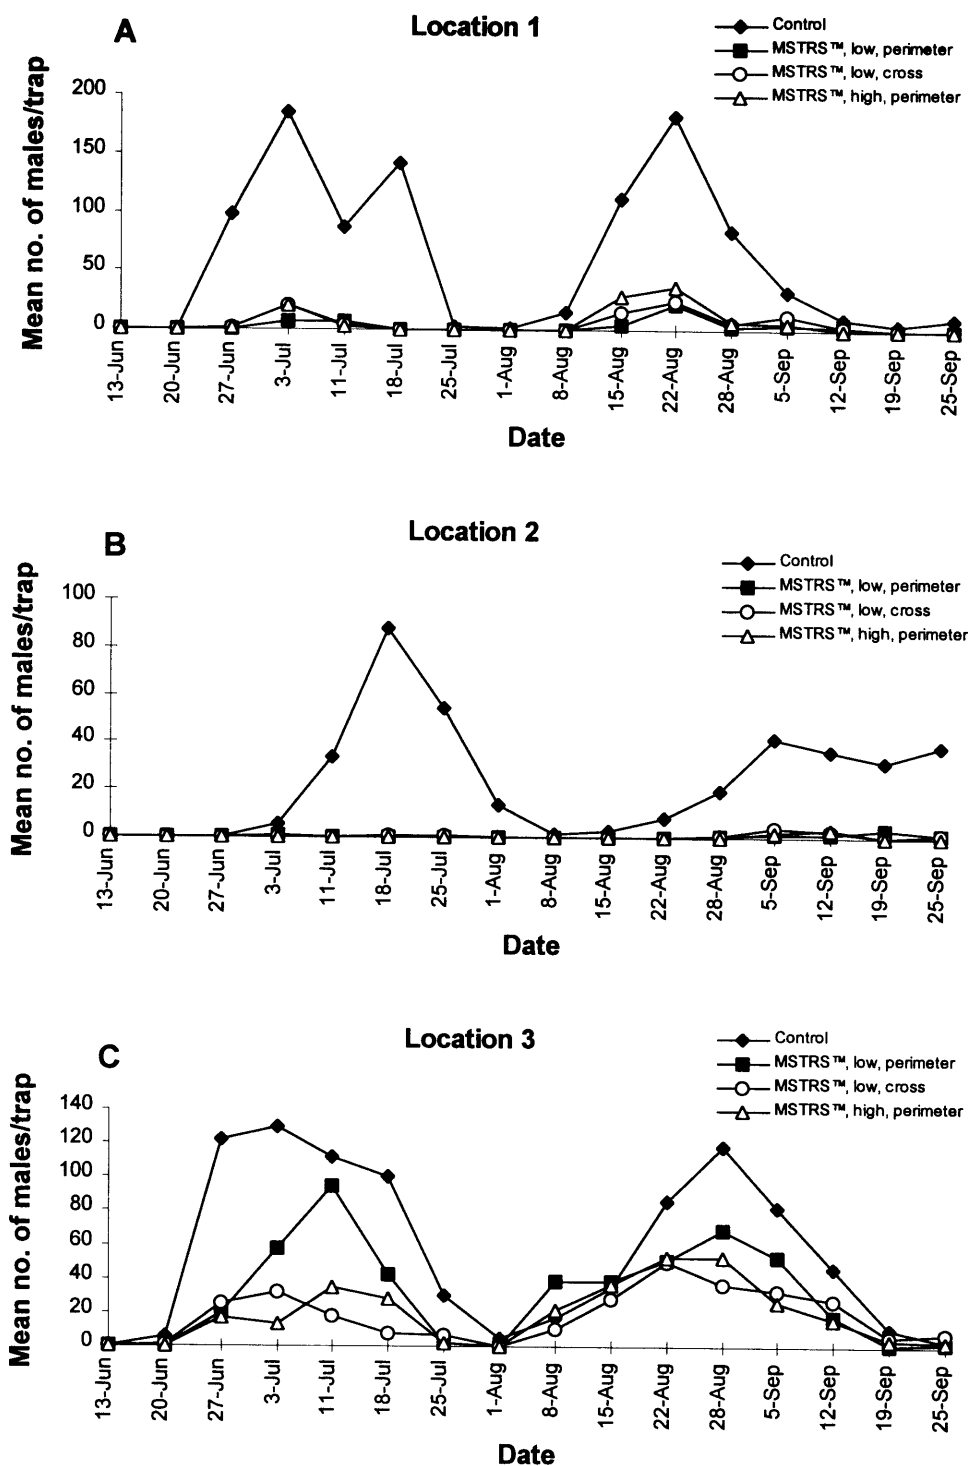 A
Location 1
Control
MSTRS™, low, perimeter
MSTRS™, low, cross
MSTRS™, high, perimeter
Mean no. of males/trap
200
150
100
50
0
13-Jun
20-Jun
27-Jun
3-Jul
11-Jul
18-Jul
25-Jul
1-Aug
8-Aug
15-Aug
22-Aug
28-Aug
5-Sep
12-Sep
19-Sep
25-Sep
Date
B
Location 2
Control
MSTRS™, low, perimeter
MSTRS™, low, cross
MSTRS™, high, perimeter
Mean no. of males/trap
100
80
60
40
20
0
13-Jun
20-Jun
27-Jun
3-Jul
11-Jul
18-Jul
25-Jul
1-Aug
8-Aug
15-Aug
22-Aug
28-Aug
5-Sep
12-Sep
19-Sep
25-Sep
Date
C
Location 3
Control
MSTRS™, low, perimeter
MSTRS™, low, cross
MSTRS™, high, perimeter
Mean no. of males/trap
140
120
100
80
60
40
20
0
13-Jun
20-Jun
27-Jun
3-Jul
11-Jul
18-Jul
25-Jul
1-Aug
8-Aug
15-Aug
22-Aug
28-Aug
5-Sep
12-Sep
19-Sep
25-Sep
Date